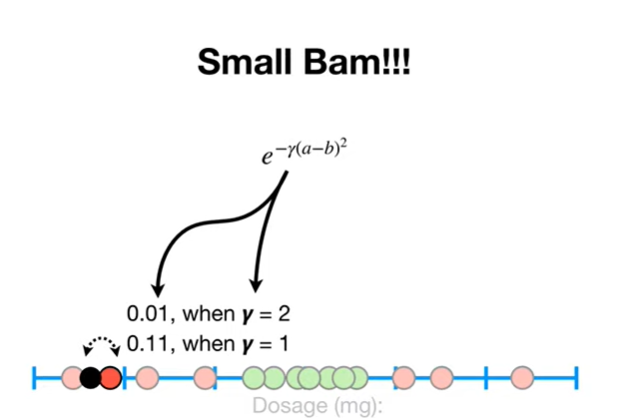 Small Bam!!!
e^{-γ(a-b)^2}
0.01, when γ = 2
0.11, when γ = 1
Dosage (mg):